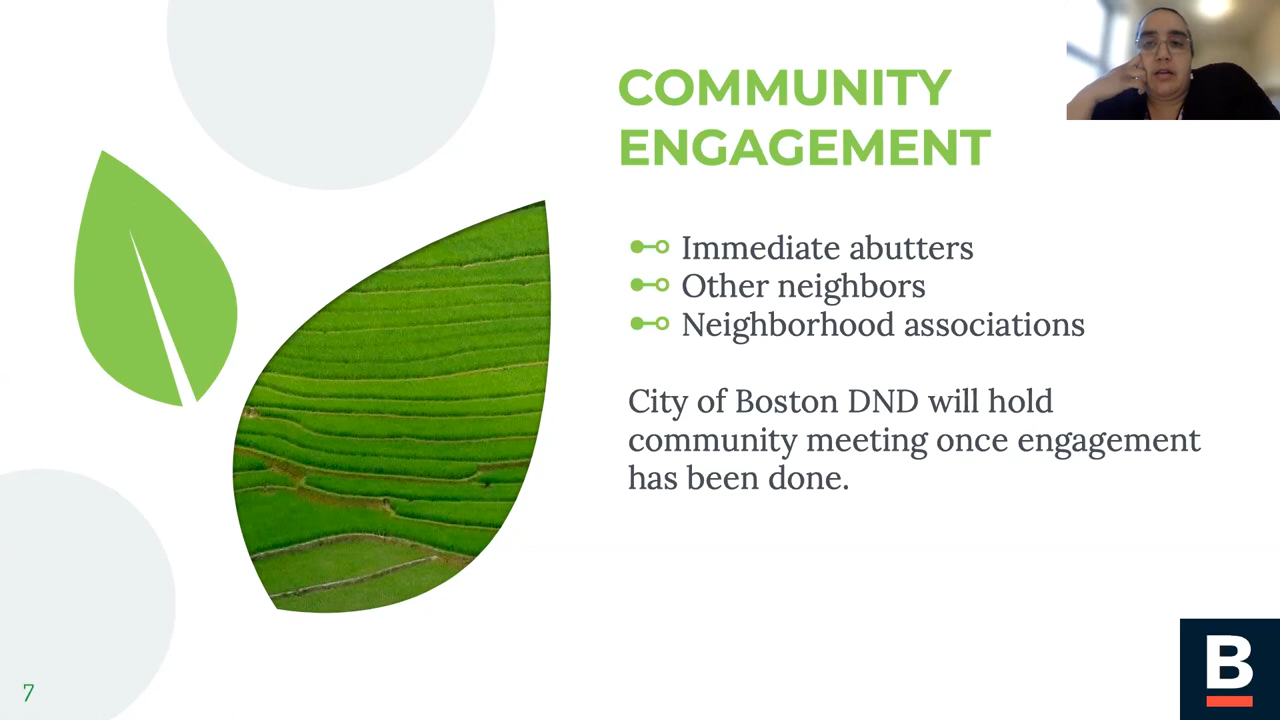 COMMUNITY
ENGAGEMENT
Immediate abutters
Other neighbors
Neighborhood associations
City of Boston DND will hold
community meeting once engagement
has been done.
7
B